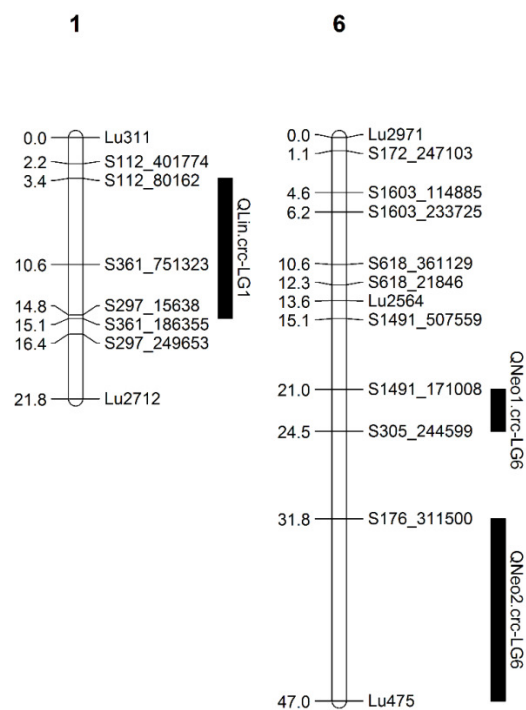 1
0.0 Lu311
2.2 S112_401774
3.4 S112_80162
10.6 S361_751323
14.8 S297_15638
15.1 S361_186355
16.4 S297_249653
21.8 Lu2712
QLin.crc-LG1
6
0.0 Lu2971
1.1 S172_247103
4.6 S1603_114885
6.2 S1603_233725
10.6 S618_361129
12.3 S618_21846
13.6 Lu2564
15.1 S1491_507559
21.0 S1491_171008
24.5 S305_244599
31.8 S176_311500
47.0 Lu475
QNeo1.crc-LG6
QNeo2.crc-LG6